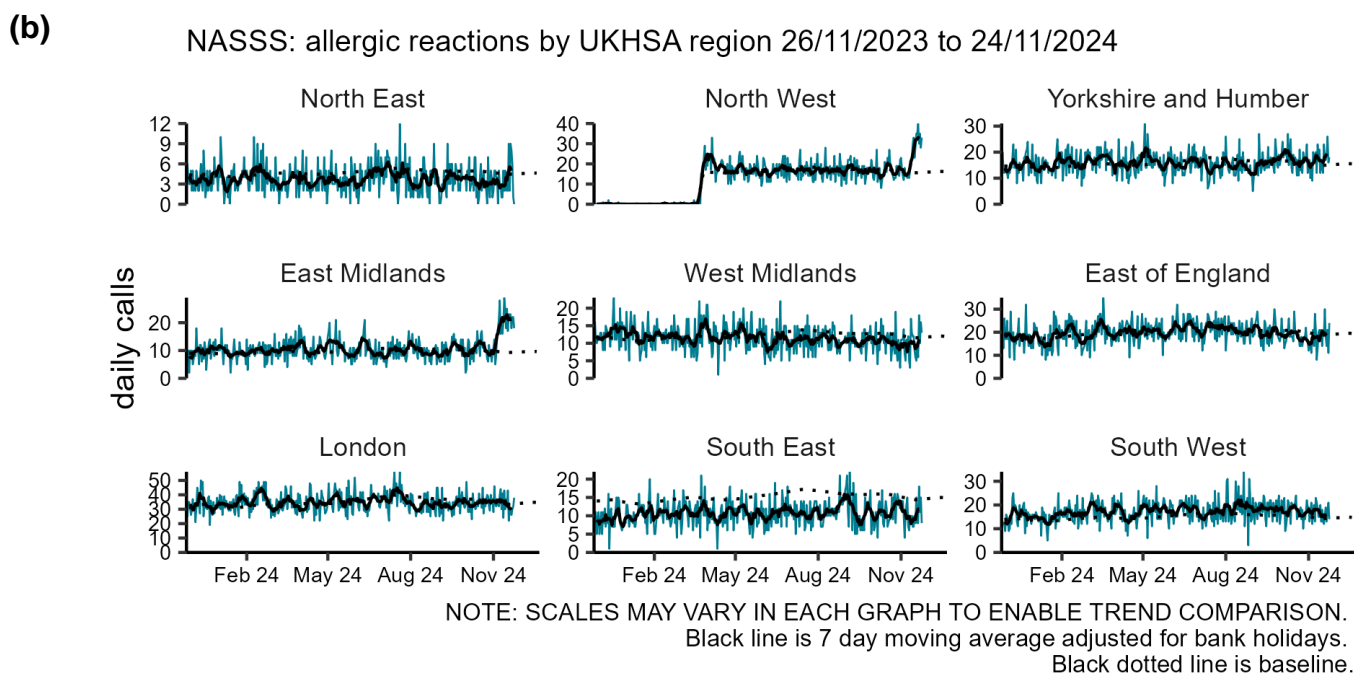 (b)
NASSS: allergic reactions by UKHSA region 26/11/2023 to 24/11/2024
North East
North West
Yorkshire and Humber
12
9
6
3
0
40
30
20
10
0
30
20
10
0
daily calls
East Midlands
West Midlands
East of England
20
10
0
20
15
10
5
0
30
20
10
0
London
South East
South West
50
40
30
20
10
0
20
15
10
5
0
30
20
10
0
Feb 24 May 24 Aug 24 Nov 24
Feb 24 May 24 Aug 24 Nov 24
Feb 24 May 24 Aug 24 Nov 24
NOTE: SCALES MAY VARY IN EACH GRAPH TO ENABLE TREND COMPARISON.
Black line is 7 day moving average adjusted for bank holidays.
Black dotted line is baseline.